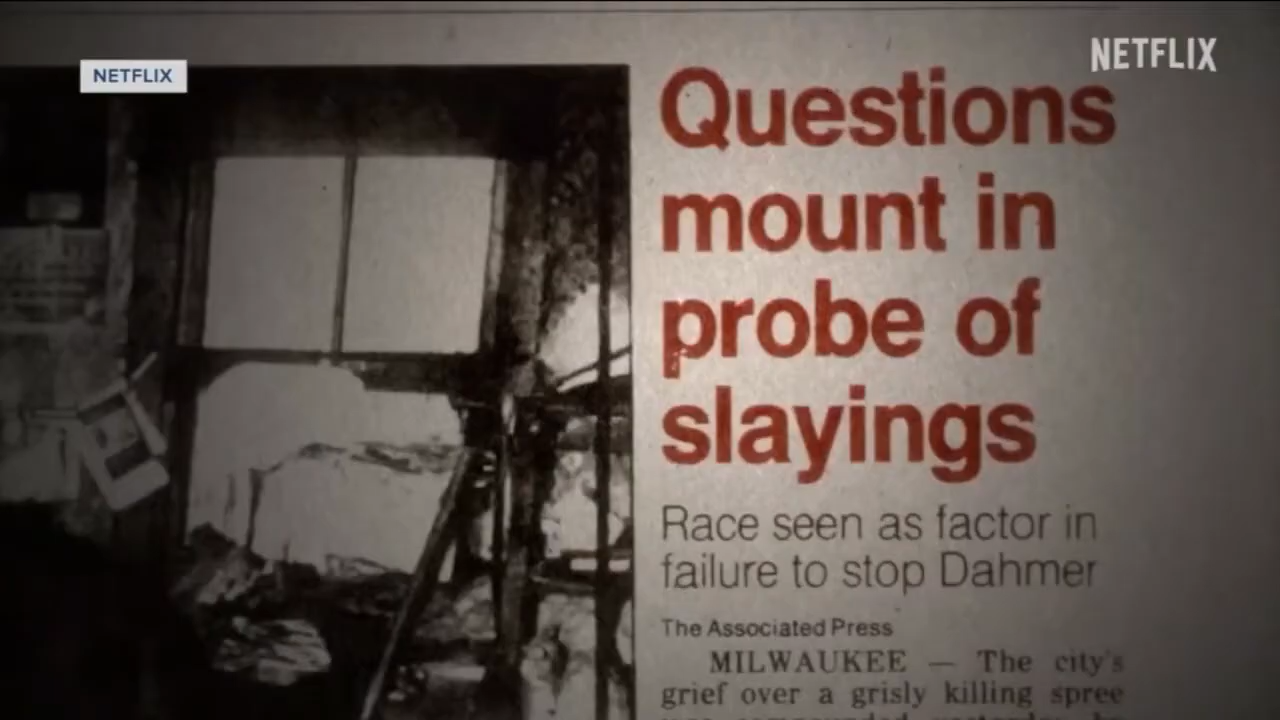 NETFLIX
NETFLIX
Questions
mount in
probe of
slayings
Race seen as factor in
failure to stop Dahmer
The Associated Press
MILWAUKEE — The city's
grief over a grisly killing spree